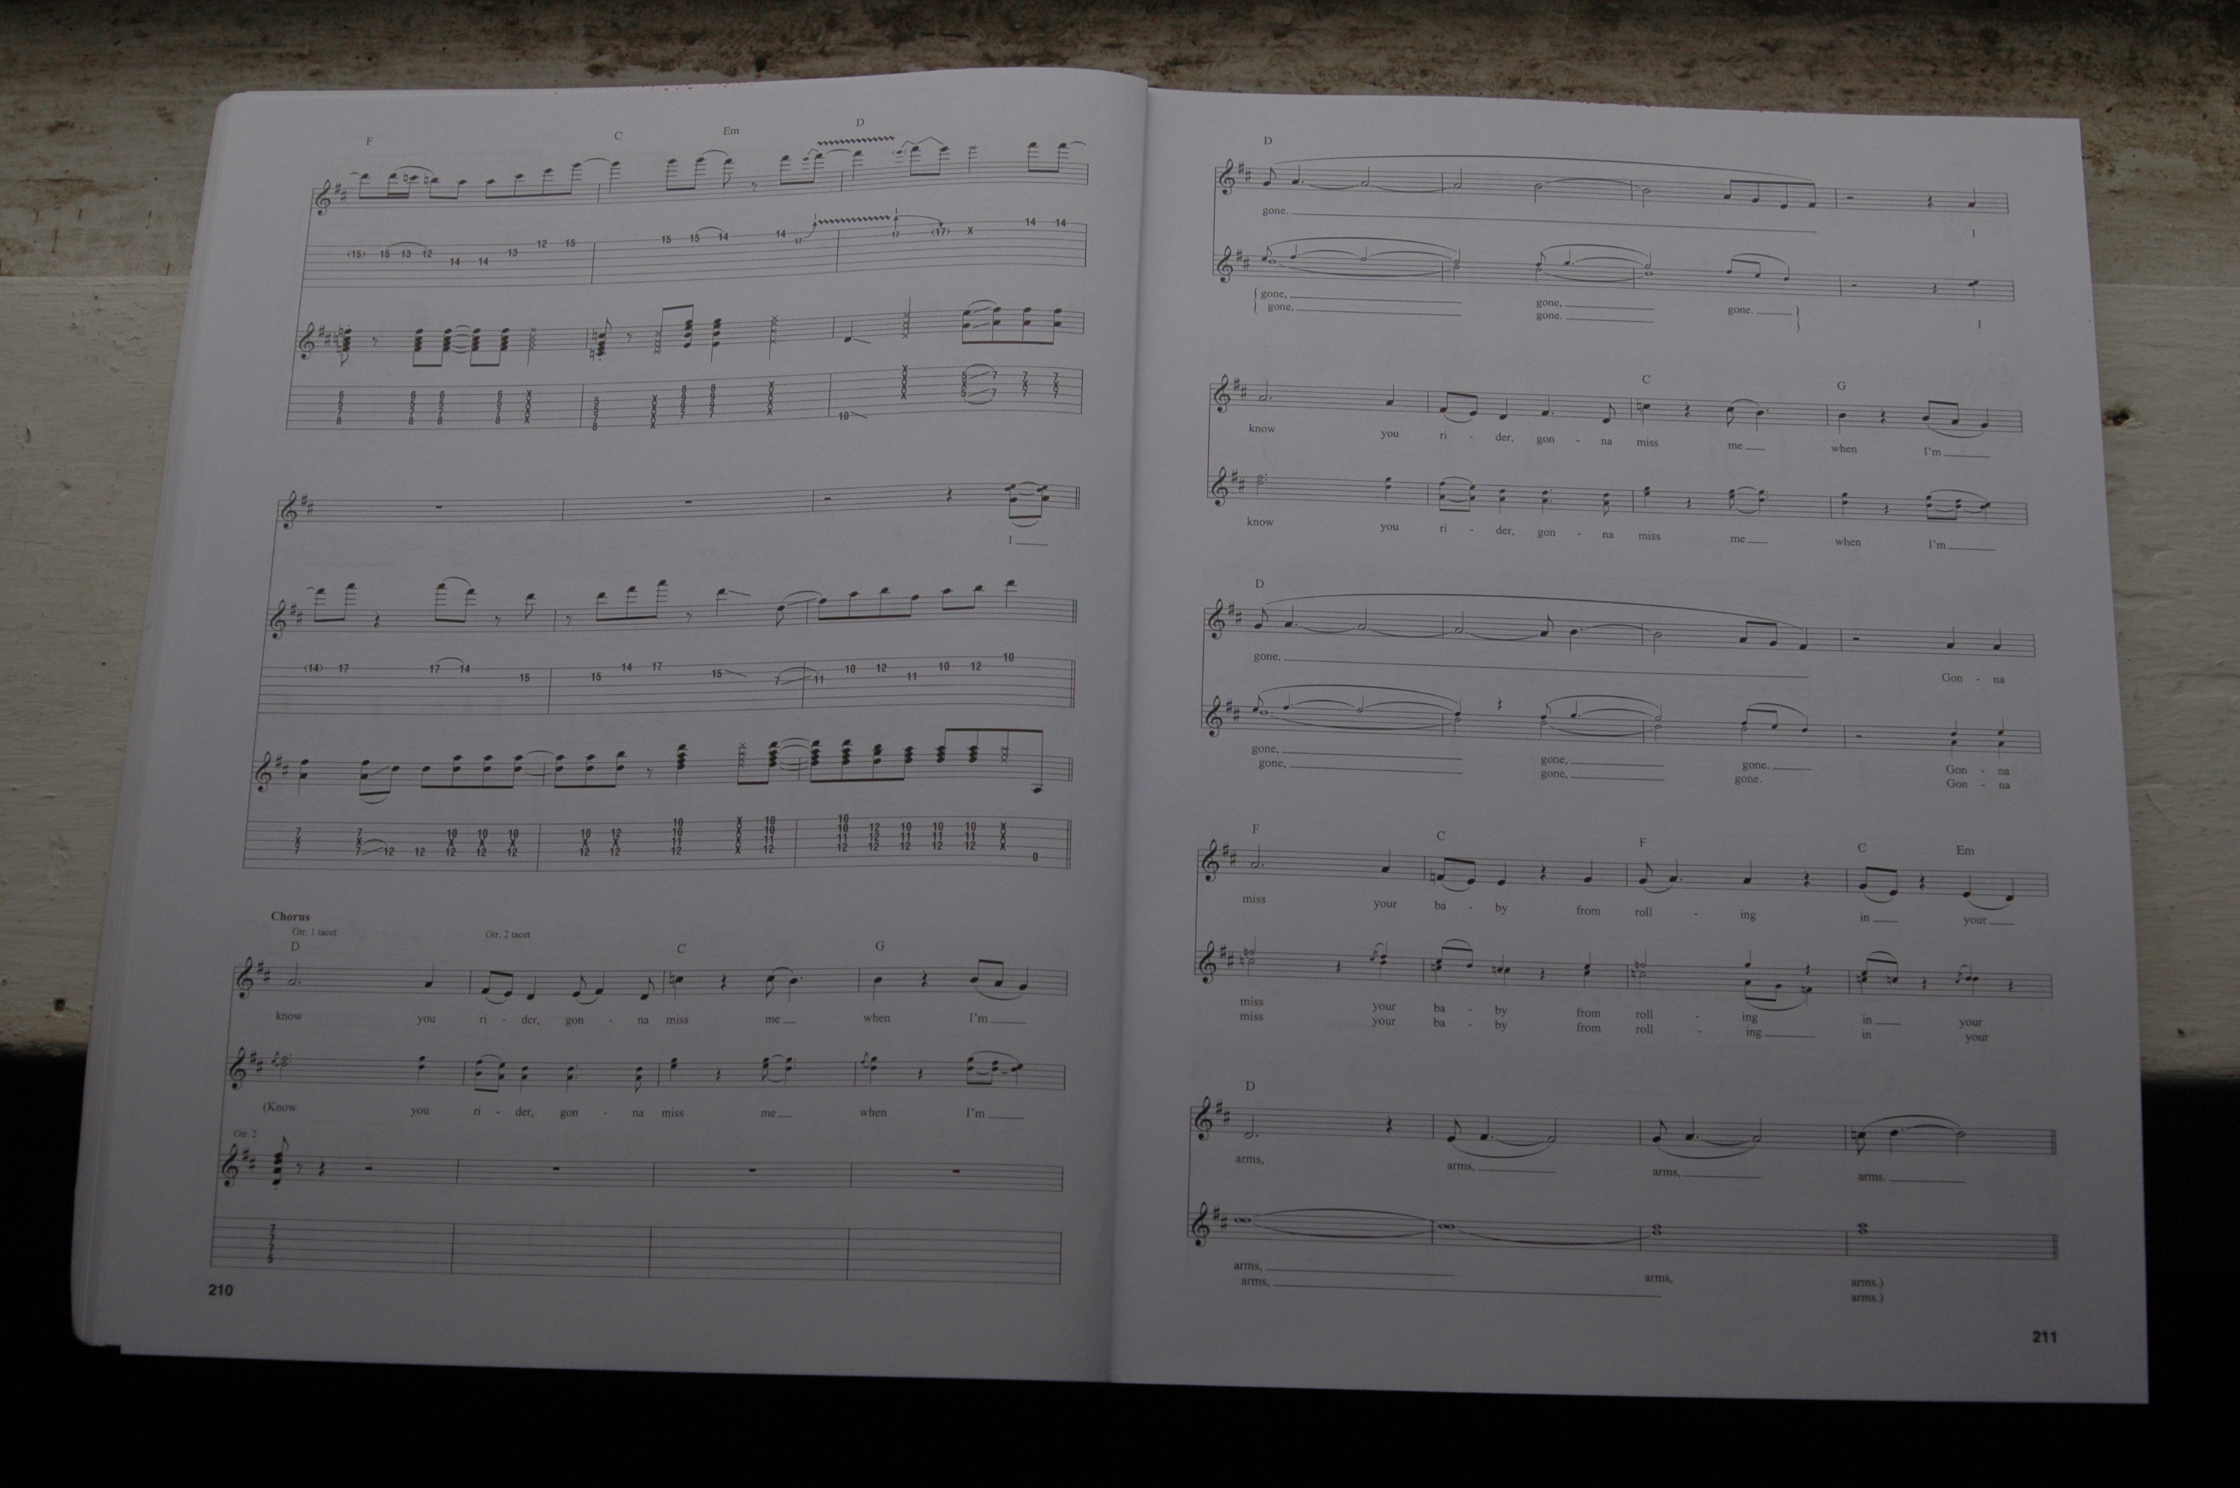 F C Em D
(15) 15 15 13 12 14 14 13 12 15 15 15 14 14 17 17 (17) X 14 14
I
(14) 17 17 14 15 15 14 17 15 7 11 10 12 11 10 12 10
Chorus
Gtr. 1 tacet Gtr. 2 tacet
D C G
know you ri - der, gon - na miss me when I'm
(Know you ri - der, gon - na miss me when I'm
Gtr. 2
210
D
gone. I
gone, gone, gone. I
gone, gone.
C G
know you ri - der, gon - na miss me when I'm
know you ri - der, gon - na miss me when I'm
D
gone, Gon - na
gone, gone, gone. Gon - na
gone, gone, gone. Gon - na
F C F C Em
miss your ba - by from roll - ing in your
miss your ba - by from roll - ing in your
miss your ba - by from roll - ing in your
D
arms, arms, arms, arms.
arms, arms, arms.)
arms, arms.)
211